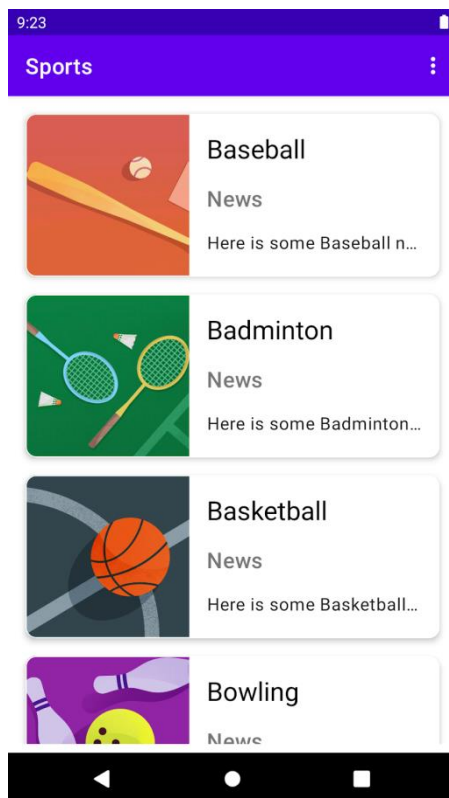 9:23
Sports
Baseball
News
Here is some Baseball n...
Badminton
News
Here is some Badminton...
Basketball
News
Here is some Basketball...
Bowling
News